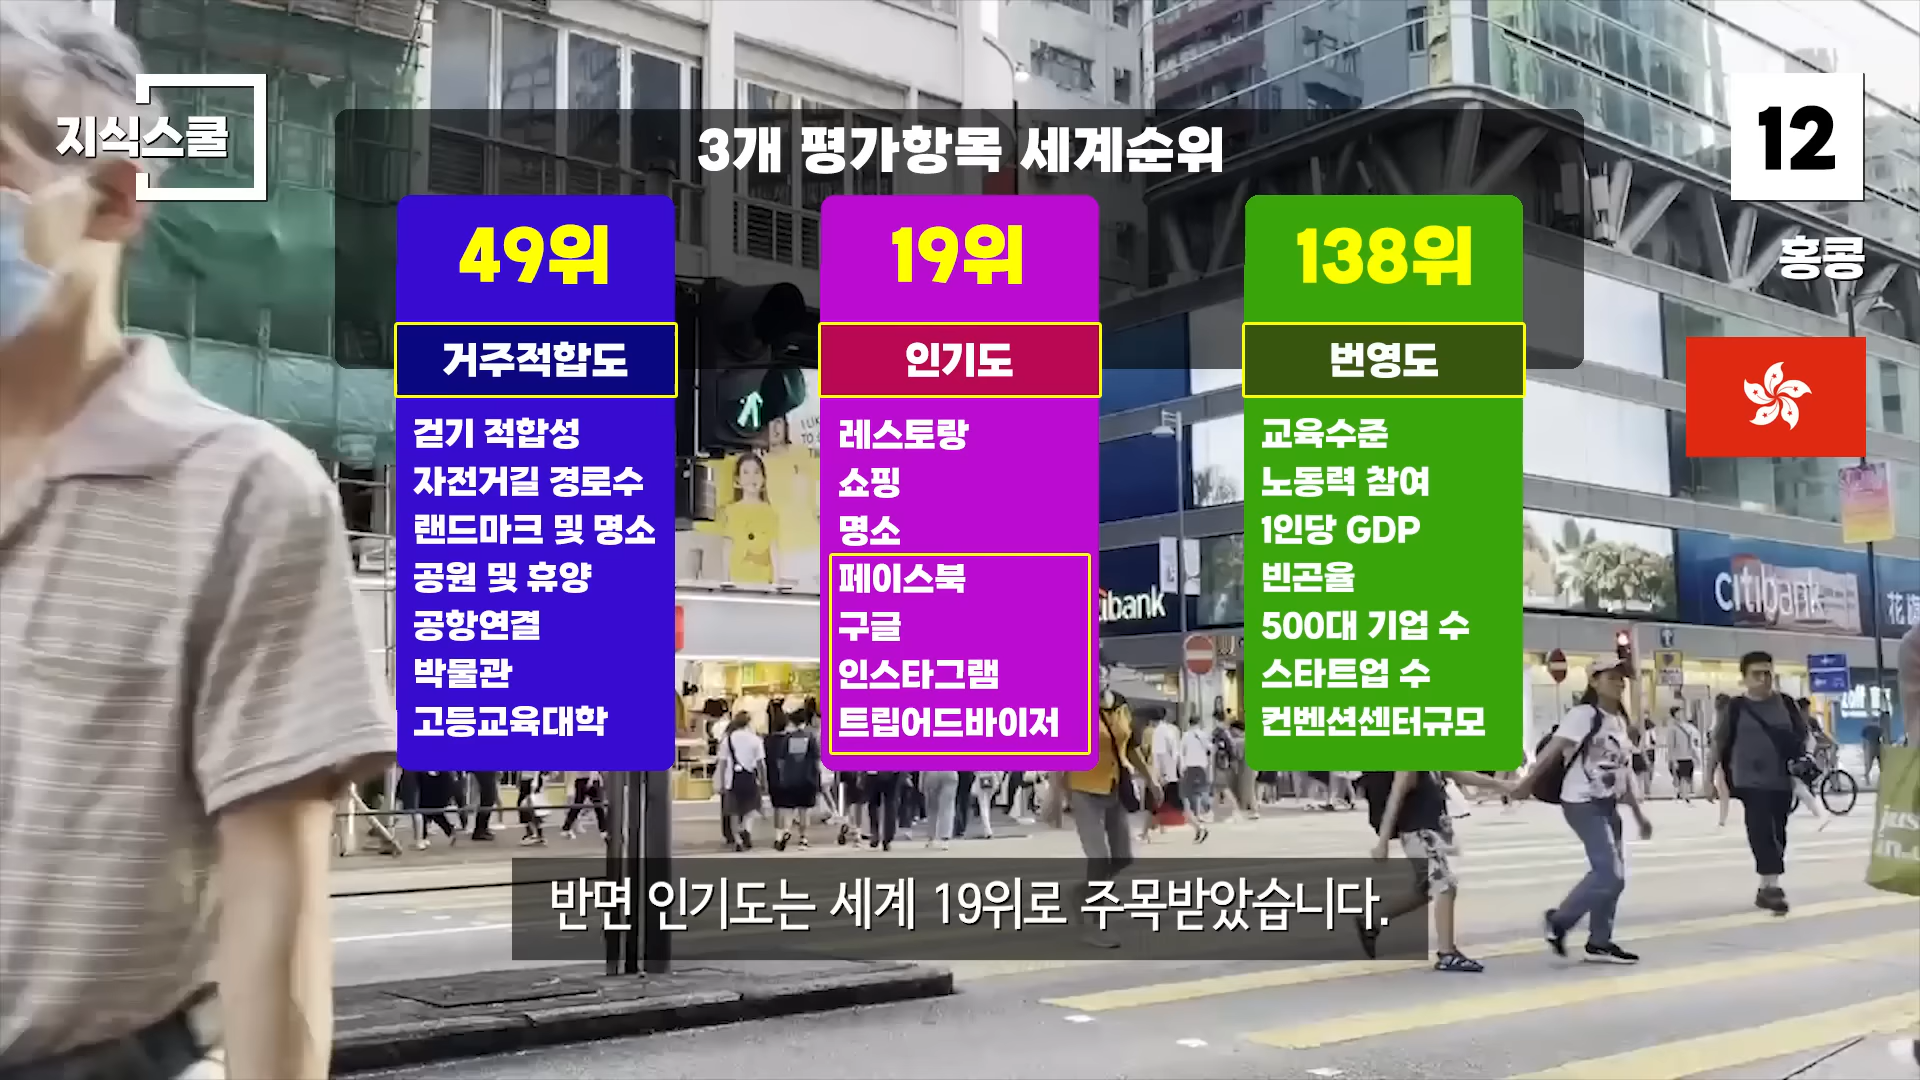 지식스쿨
3개 평가항목 세계순위
12
홍콩
49위
거주적합도
걷기 적합성
자전거길 경로수
랜드마크 및 명소
공원 및 휴양
공항연결
박물관
고등교육대학
19위
인기도
레스토랑
쇼핑
명소
페이스북
구글
인스타그램
트립어드바이저
138위
번영도
교육수준
노동력 참여
1인당 GDP
빈곤율
500대 기업 수
스타트업 수
컨벤션센터규모
ibank
citibank
반면 인기도는 세계 19위로 주목받았습니다.